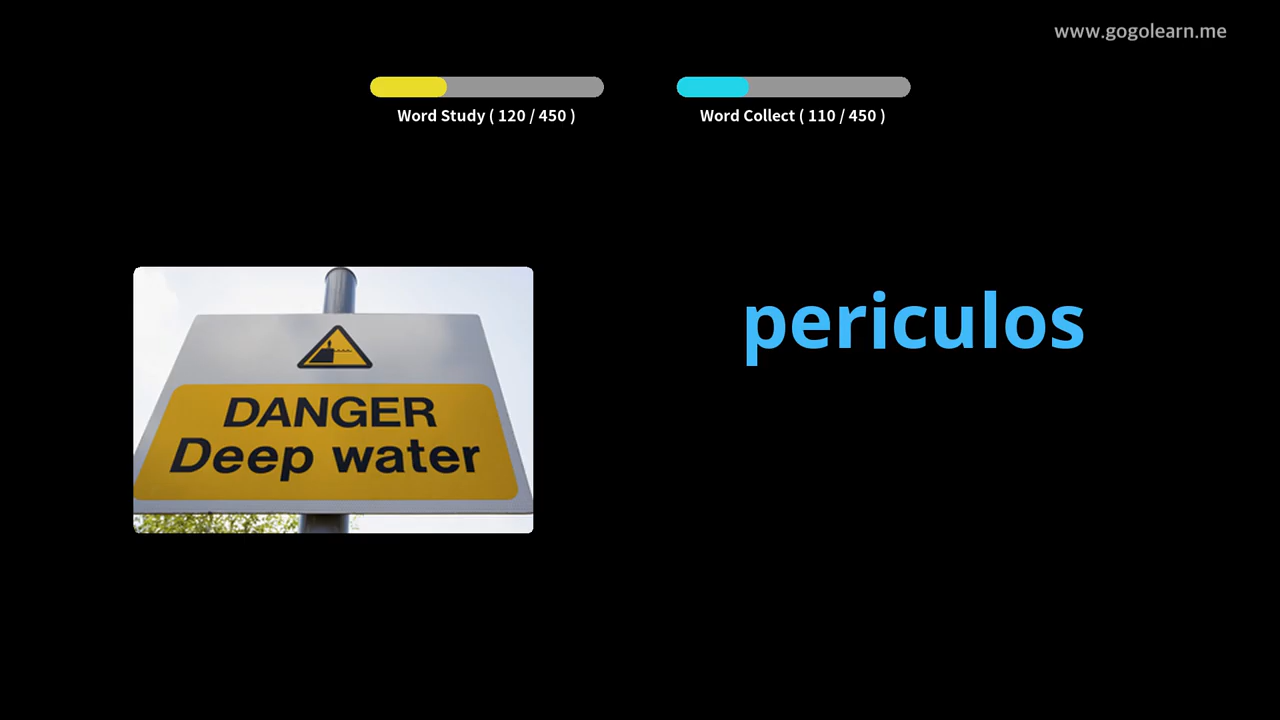 www.gogolearn.me
Word Study ( 120 / 450 )
Word Collect ( 110 / 450 )
periculos
DANGER
Deep water